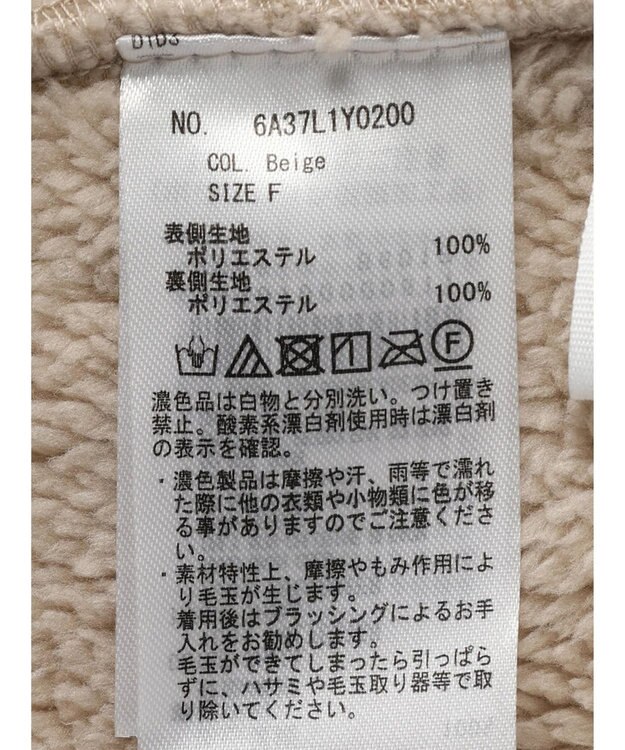 NO. 6A37L1Y0200
COL. Beige
SIZE F
表側生地
ポリエステル 100%
裏側生地
ポリエステル 100%
F
濃色品は白物と分別洗い。つけ置き
禁止。酸素系漂白剤使用時は漂白剤
の表示を確認。
・濃色製品は摩擦や汗、雨等で濡れ
た際に他の衣類や小物類に色が移
る事がありますのでご注意くださ
い。
・素材特性上、摩擦やもみ作用によ
り毛玉が生じます。
着用後はブラッシングによるお手
入れをお勧めします。
毛玉ができてしまったら引っぱら
ずに、ハサミや毛玉取り器等で取
り除いてください。